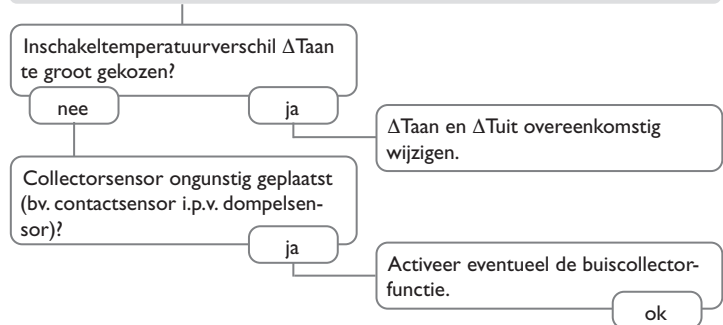 Inschakeltemperatuurverschil ΔTaan
te groot gekozen?
nee
ja
ΔTaan en ΔTuit overeenkomstig
wijzigen.
Collectorsensor ongunstig geplaatst
(bv. contactsensor i.p.v. dompelsen-
sor)?
ja
Activeer eventueel de buiscollector-
functie.
ok